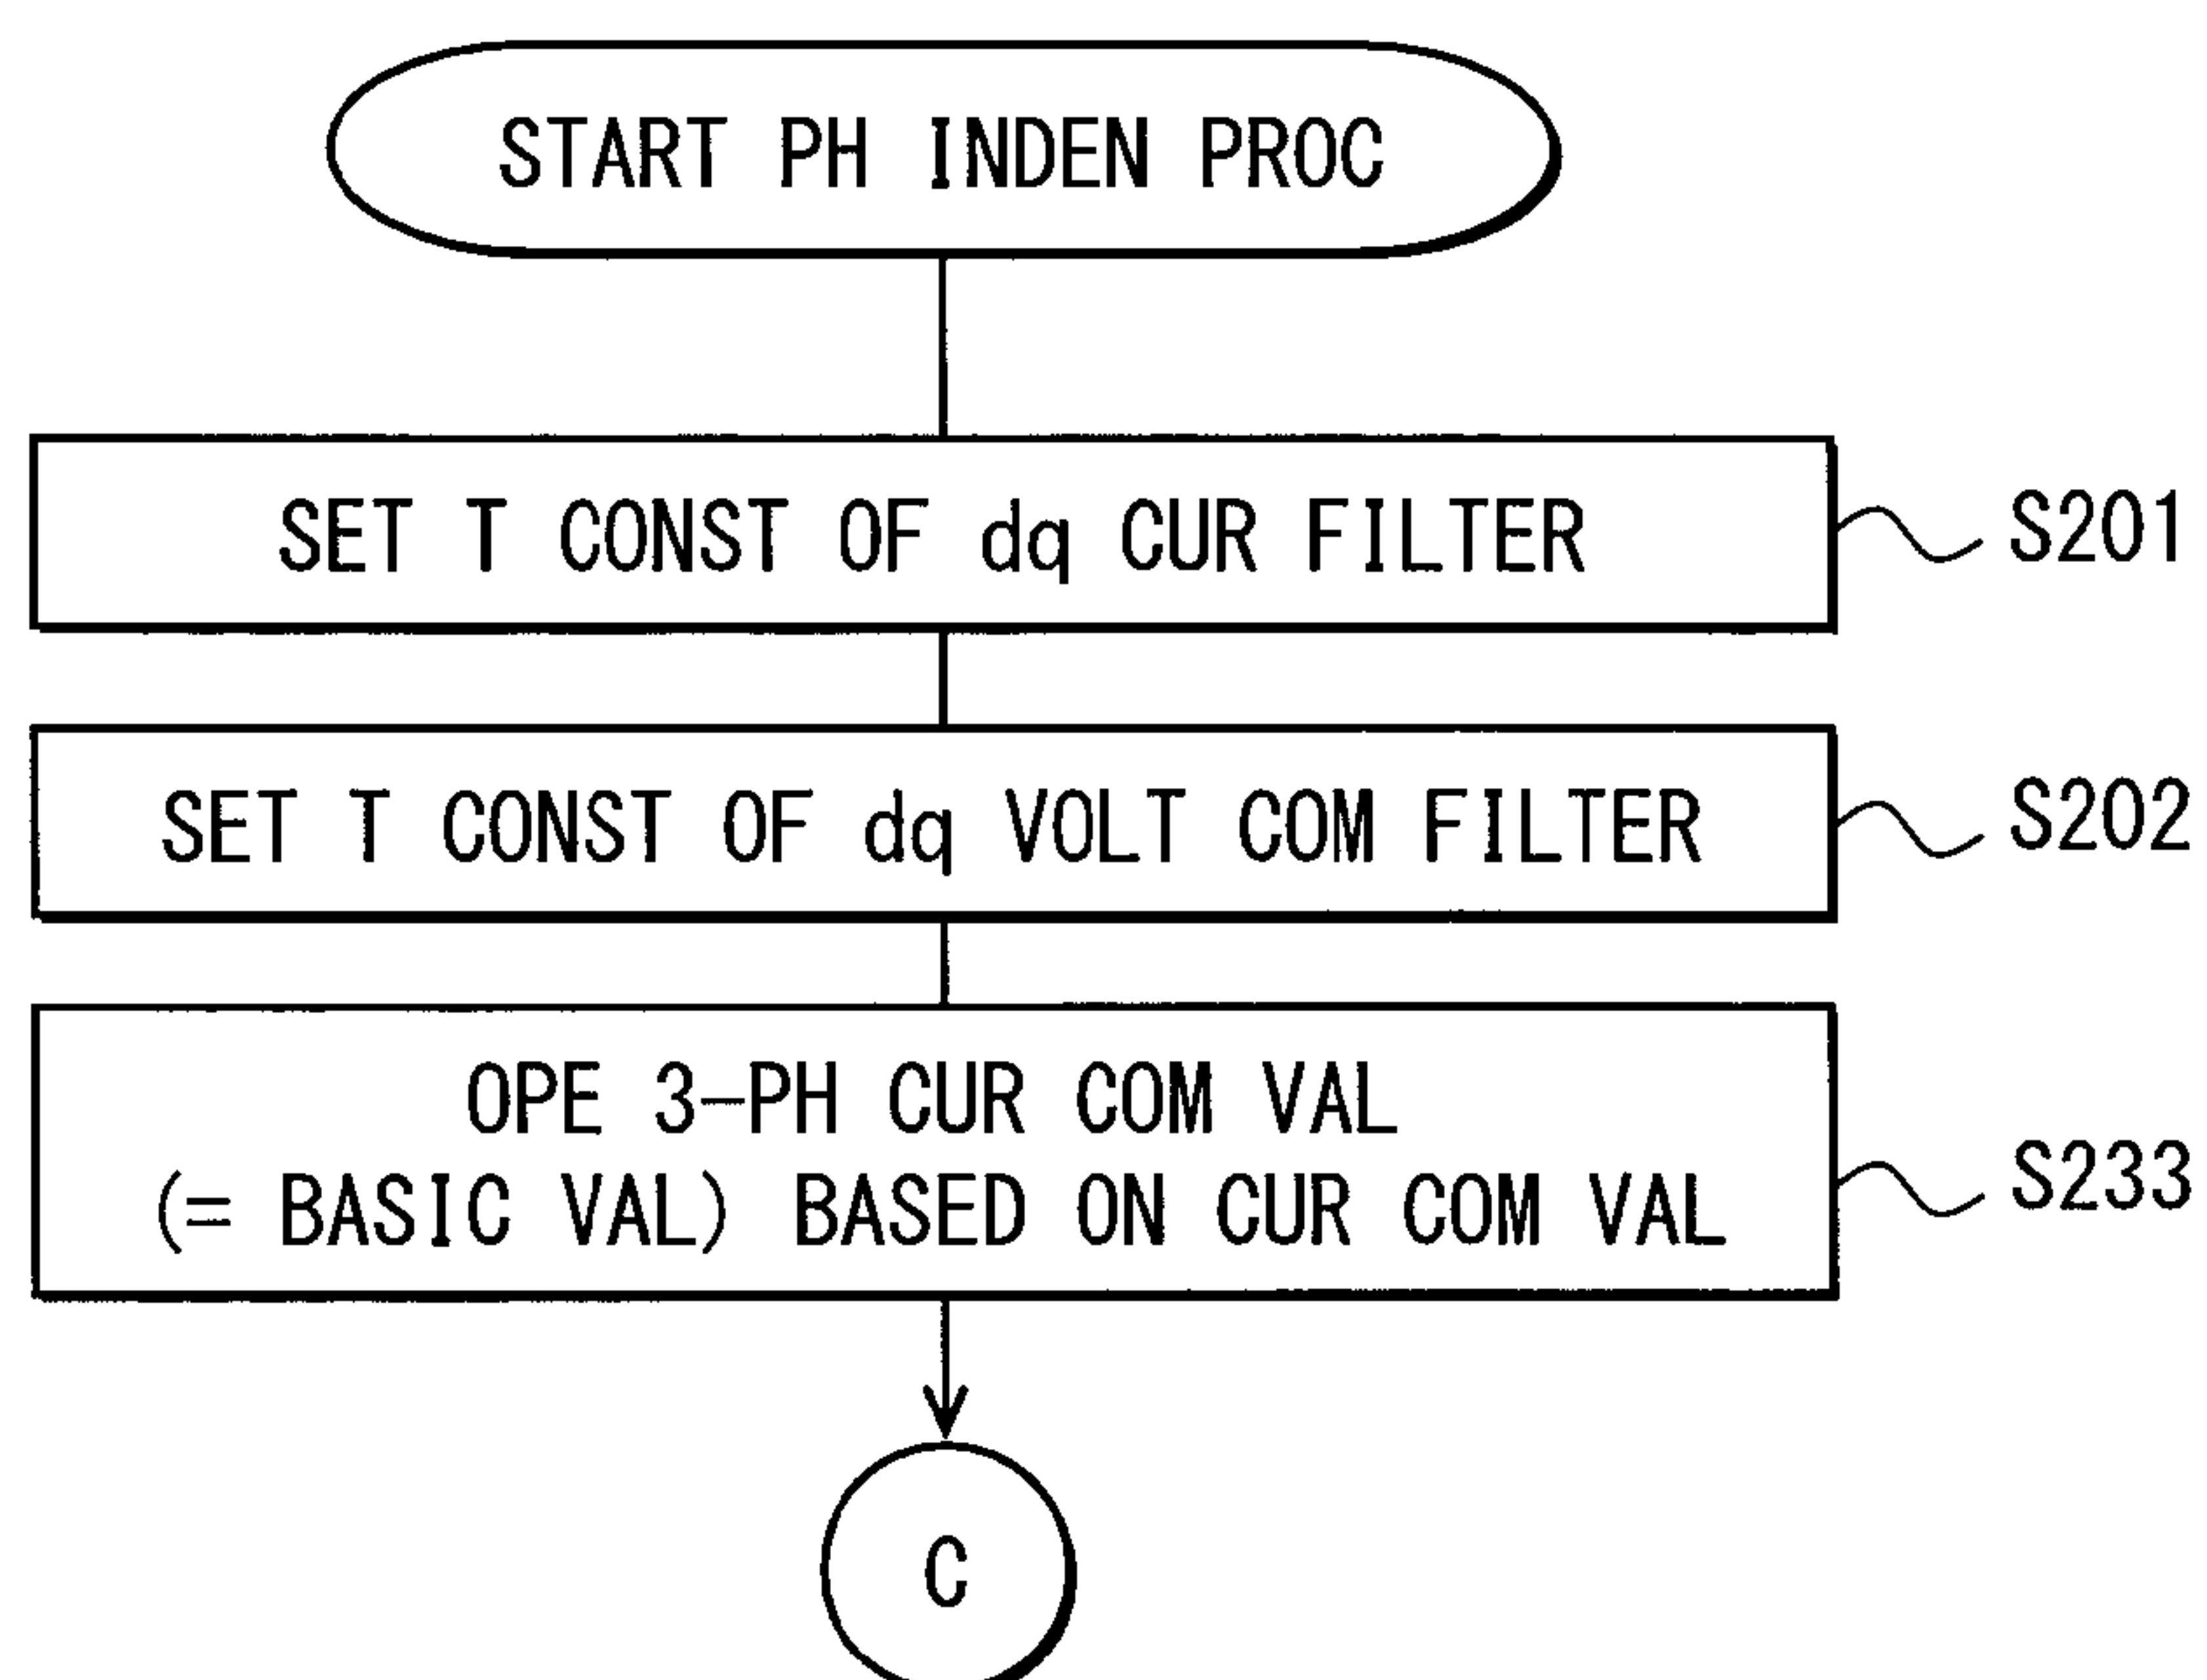 START PH INDEN PROC
SET T CONST OF dq CUR FILTER
S201
SET T CONST OF dq VOLT COM FILTER
S202
OPE 3-PH CUR COM VAL
(= BASIC VAL) BASED ON CUR COM VAL
S233
C